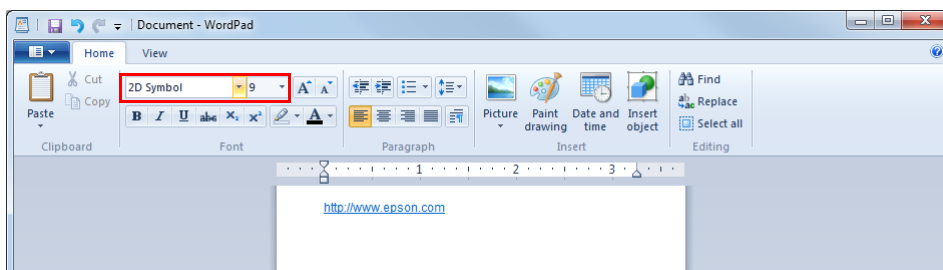 Document - WordPad
Home View
Cut
Copy
Paste
Clipboard
2D Symbol 9 A A
B I U abc X₂ X² A
Font
Paragraph
Picture
Paint drawing
Date and time
Insert object
Insert
Find
Replace
Select all
Editing
1 2 3
http://www.epson.com